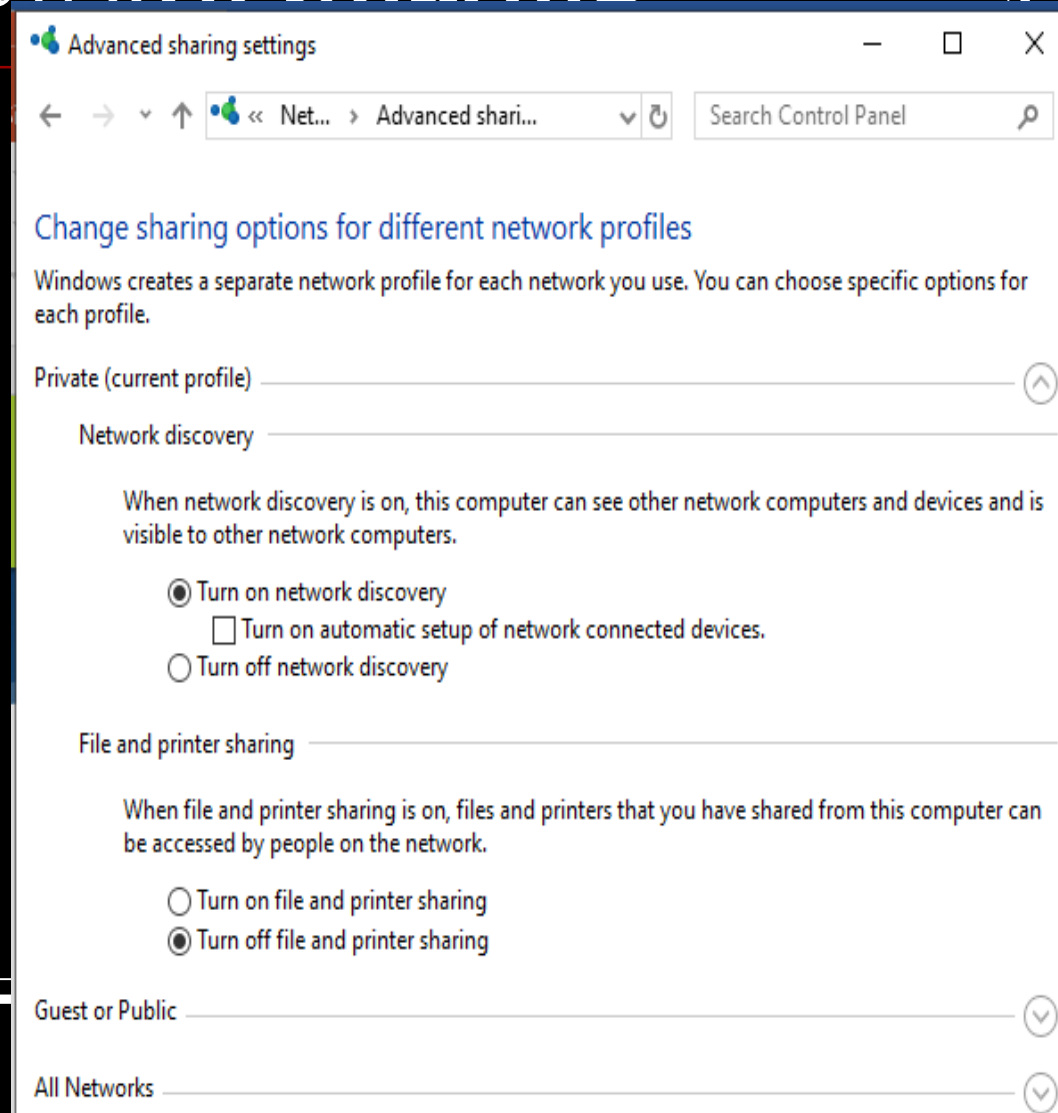 Advanced sharing settings
« Net... › Advanced shari...
Search Control Panel
Change sharing options for different network profiles
Windows creates a separate network profile for each network you use. You can choose specific options for
each profile.
Private (current profile)
Network discovery
When network discovery is on, this computer can see other network computers and devices and is
visible to other network computers.
Turn on network discovery
Turn on automatic setup of network connected devices.
Turn off network discovery
File and printer sharing
When file and printer sharing is on, files and printers that you have shared from this computer can
be accessed by people on the network.
Turn on file and printer sharing
Turn off file and printer sharing
Guest or Public
All Networks